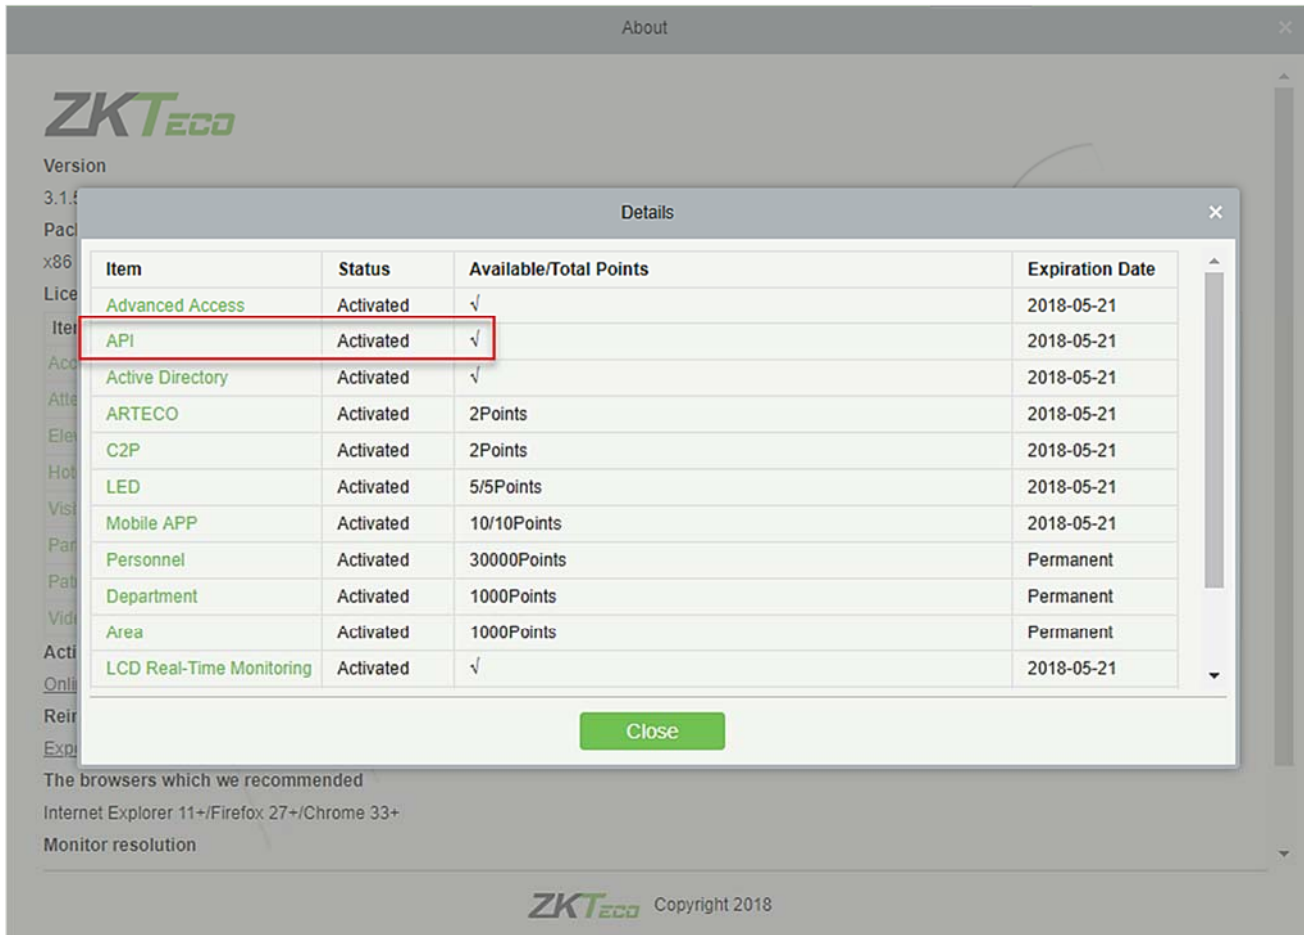 About
ZKTeco
Version
3.1.5
Details
x86
Item Status Available/Total Points Expiration Date
Advanced Access Activated √ 2018-05-21
API Activated √ 2018-05-21
Active Directory Activated √ 2018-05-21
ARTECO Activated 2Points 2018-05-21
C2P Activated 2Points 2018-05-21
LED Activated 5/5Points 2018-05-21
Mobile APP Activated 10/10Points 2018-05-21
Personnel Activated 30000Points Permanent
Department Activated 1000Points Permanent
Area Activated 1000Points Permanent
LCD Real-Time Monitoring Activated √ 2018-05-21
Close
The browsers which we recommended
Internet Explorer 11+/Firefox 27+/Chrome 33+
Monitor resolution
ZKTeco Copyright 2018